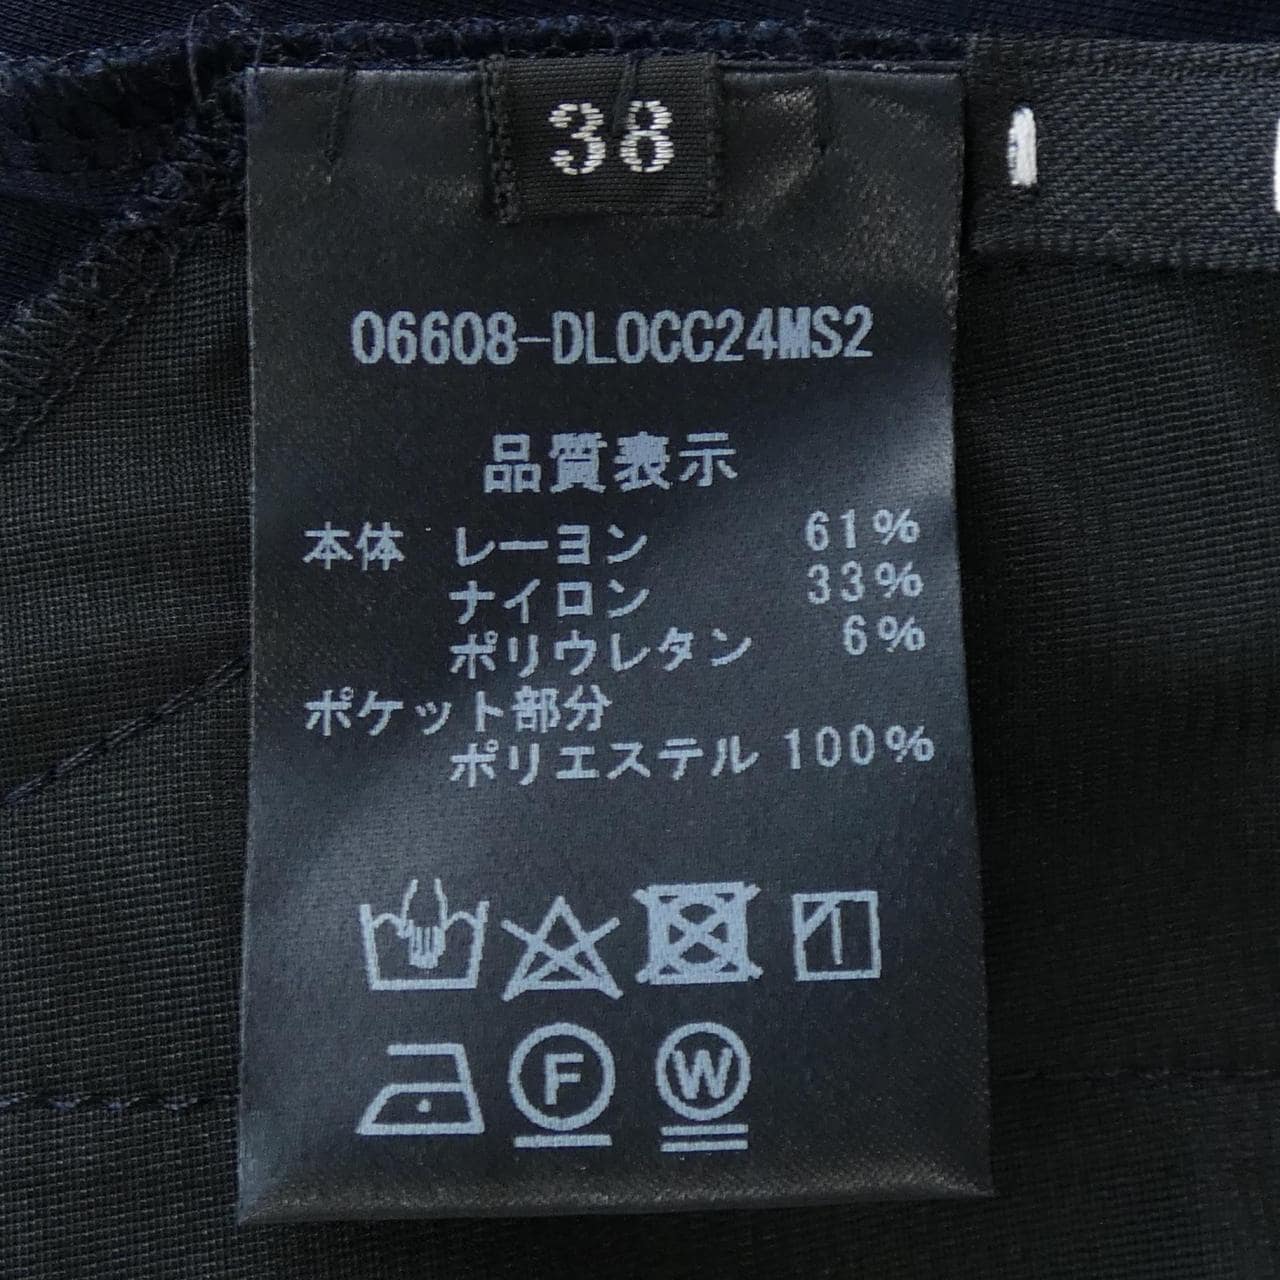 38
06608-DL0CC24MS2
品質表示
本体 レーヨン 61%
ナイロン 33%
ポリウレタン 6%
ポケット部分
ポリエステル 100%
F W